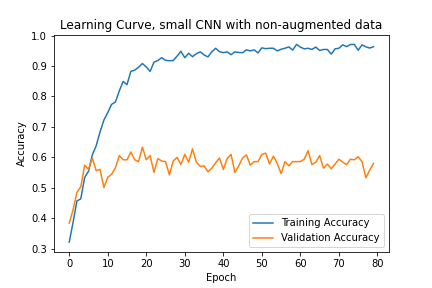 Learning Curve, small CNN with non-augmented data
1.0
0.9
0.8
0.7
0.6
0.5
0.4
0.3
Accuracy
Training Accuracy
Validation Accuracy
0 10 20 30 40 50 60 70 80
Epoch